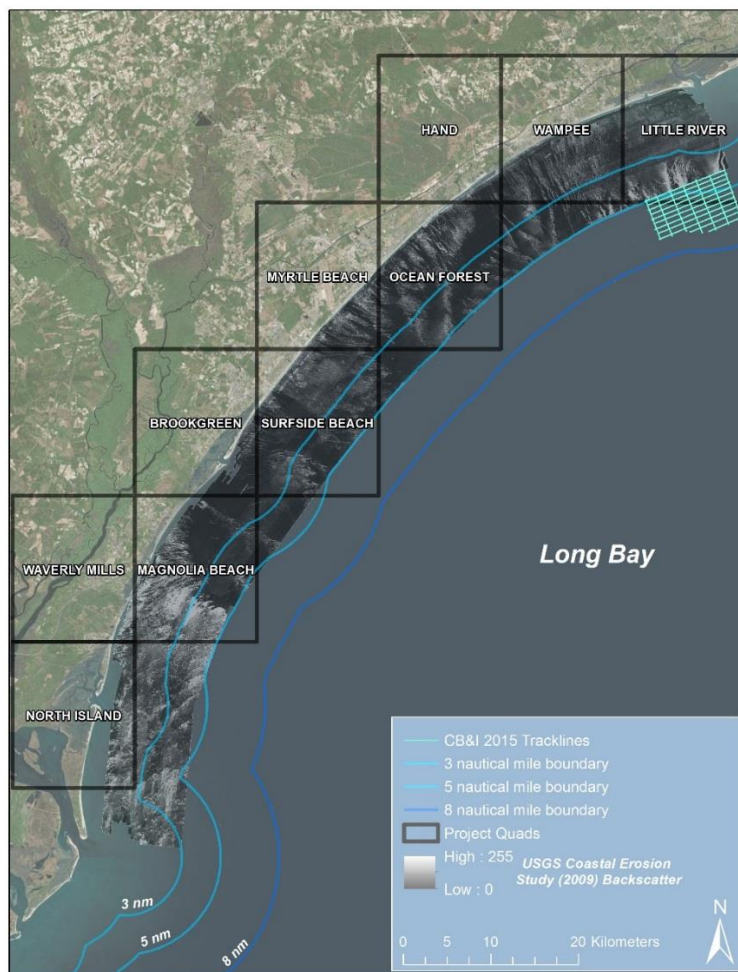 HAND
WAMPEE
LITTLE RIVER
MYRTLE BEACH
OCEAN FOREST
BROOKGREEN
SURFSIDE BEACH
Long Bay
WAVERLY MILLS
MAGNOLIA BEACH
NORTH ISLAND
CB&I 2015 Tracklines
3 nautical mile boundary
5 nautical mile boundary
8 nautical mile boundary
Project Quads
High : 255
USGS Coastal Erosion
Study (2009) Backscatter
Low : 0
N
3 nm
5 nm
8 nm
0 5 10 20 Kilometers